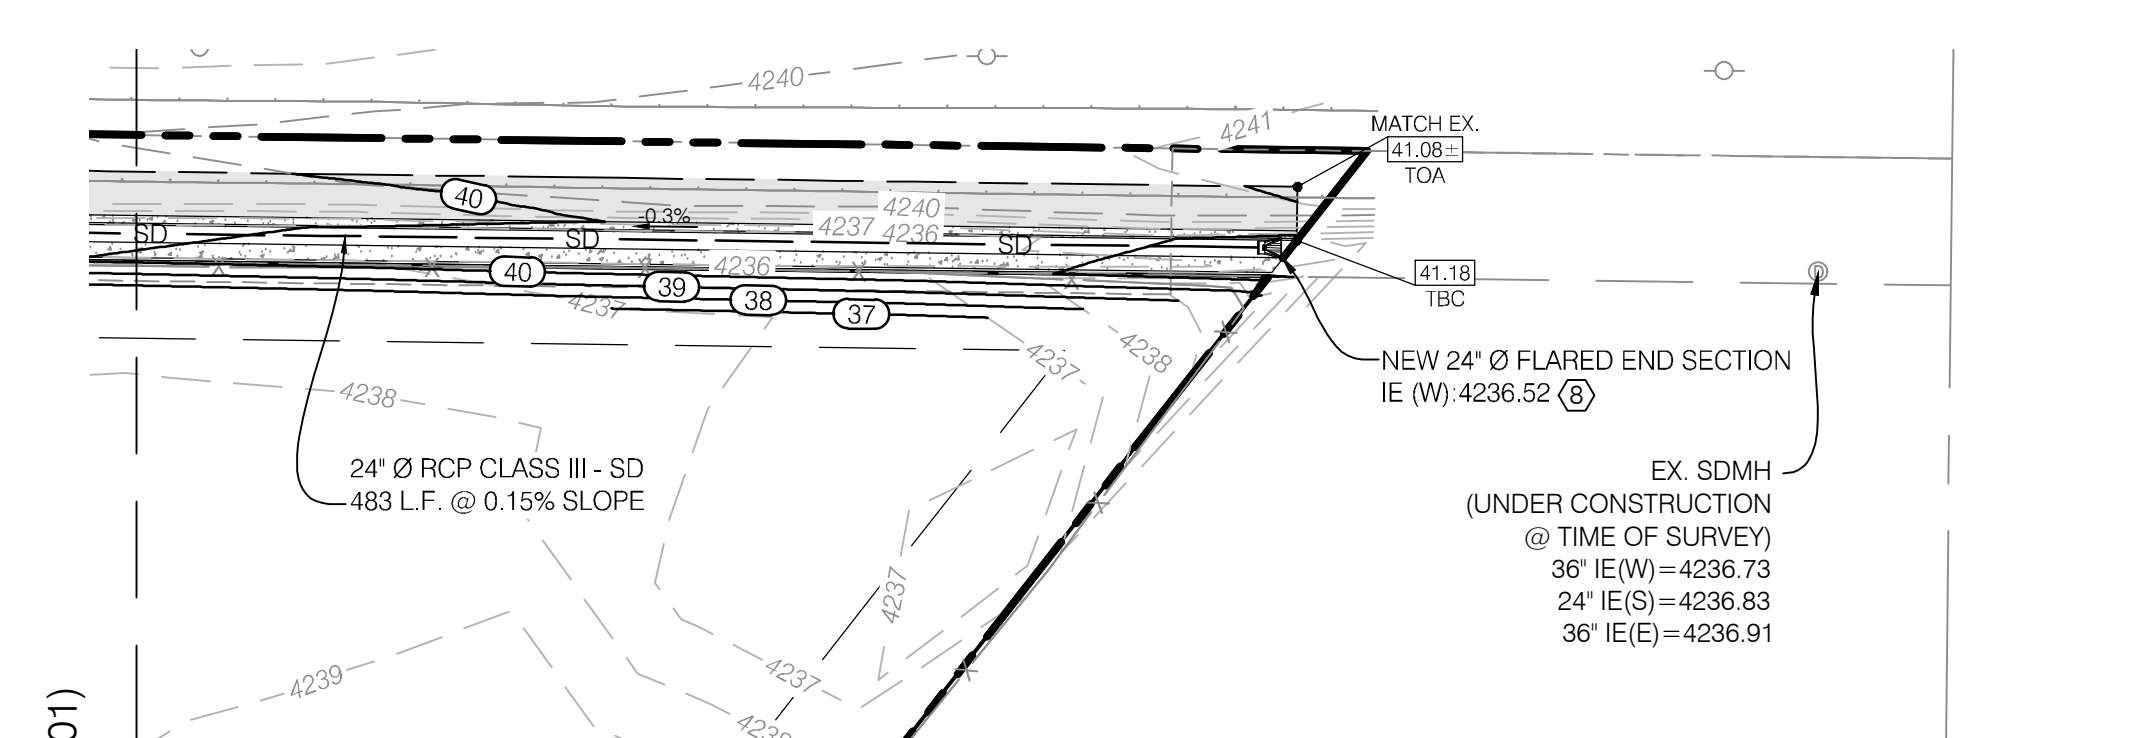 4240
4241
MATCH EX.
41.08±
TOA
40
-0.3%
4240
4237 4236
SD
SD
SD
4236
41.18
TBC
40
39
38
37
4237
4237
4238
NEW 24" Ø FLARED END SECTION
IE (W):4236.52 8
4238
24" Ø RCP CLASS III - SD
483 L.F. @ 0.15% SLOPE
EX. SDMH
(UNDER CONSTRUCTION
@ TIME OF SURVEY)
36" IE(W)=4236.73
24" IE(S)=4236.83
36" IE(E)=4236.91
4237
4239
4237
01)